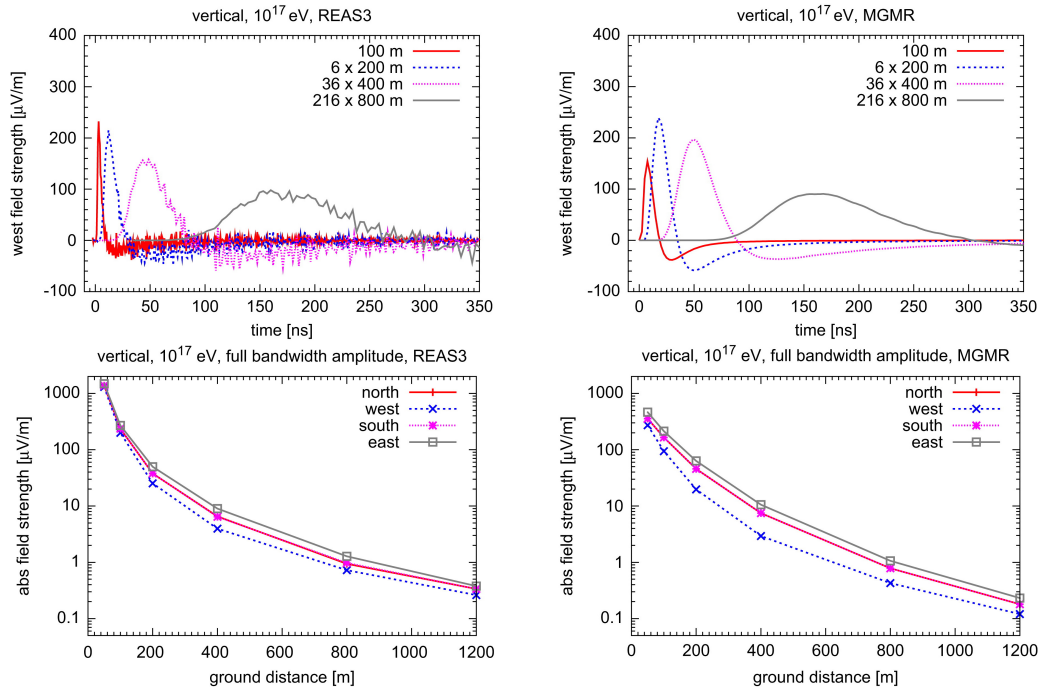 vertical, 10^17 eV, REAS3
west field strength [μV/m]
400
300
200
100
0
-100
100 m
6 x 200 m
36 x 400 m
216 x 800 m
0 50 100 150 200 250 300 350
time [ns]
vertical, 10^17 eV, MGMR
west field strength [μV/m]
400
300
200
100
0
-100
100 m
6 x 200 m
36 x 400 m
216 x 800 m
0 50 100 150 200 250 300 350
time [ns]
vertical, 10^17 eV, full bandwidth amplitude, REAS3
abs field strength [μV/m]
1000
100
10
1
0.1
north
west
south
east
0 200 400 600 800 1000 1200
ground distance [m]
vertical, 10^17 eV, full bandwidth amplitude, MGMR
abs field strength [μV/m]
1000
100
10
1
0.1
north
west
south
east
0 200 400 600 800 1000 1200
ground distance [m]